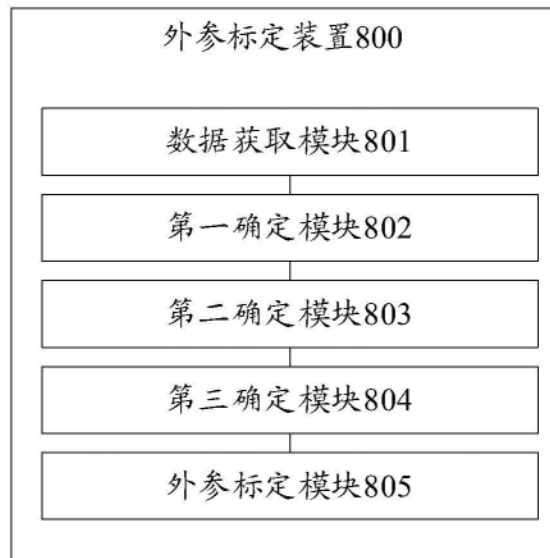 外参标定装置800
数据获取模块801
第一确定模块802
第二确定模块803
第三确定模块804
外参标定模块805